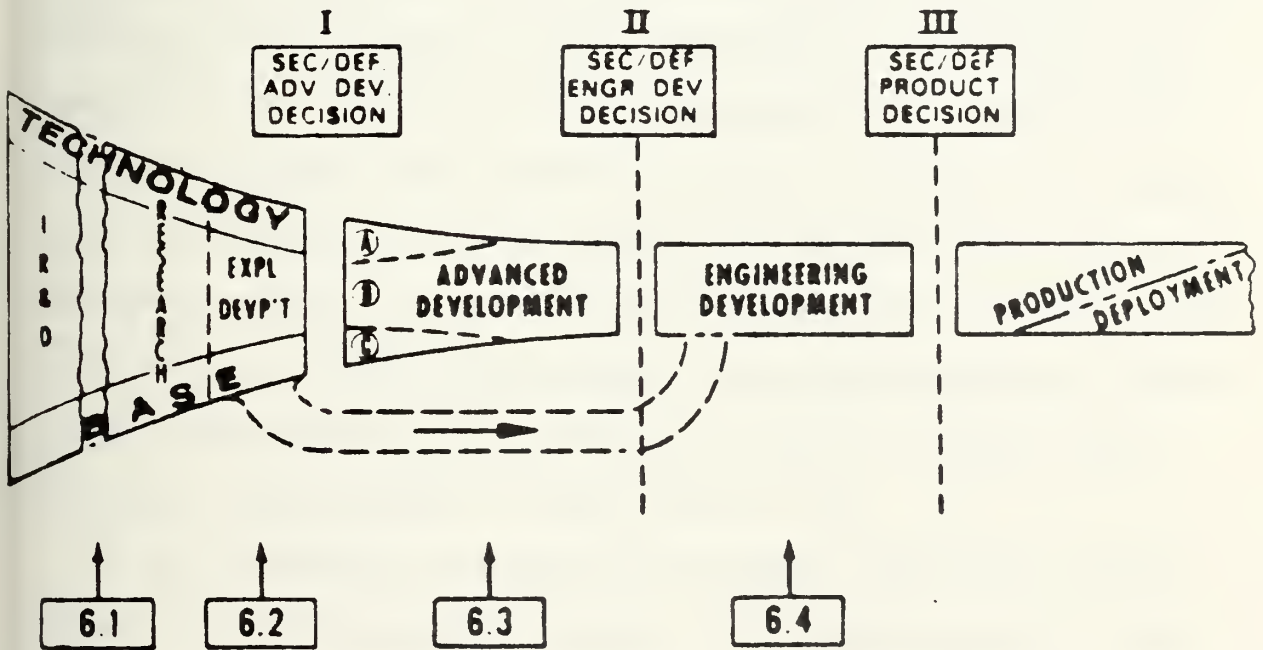 I
II
III
SEC/DEF.
ADV DEV.
DECISION
SEC/DEF
ENGR DEV
DECISION
SEC/DEF
PRODUCT
DECISION
TECHNOLOGY
BASE
I R & D
RESEARCH
EXPL
DEVP'T
A
B
C
ADVANCED
DEVELOPMENT
ENGINEERING
DEVELOPMENT
PRODUCTION
DEPLOYMENT
6.1
6.2
6.3
6.4